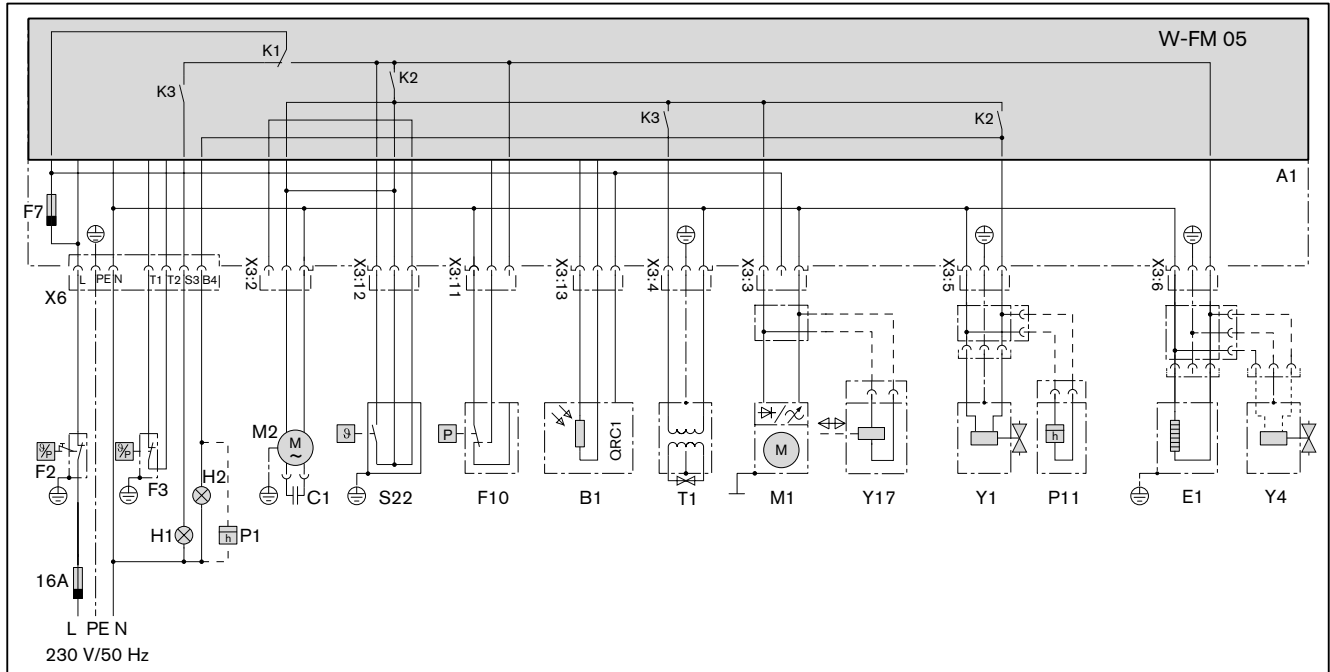 W-FM 05
K1
K2
K3
K3
K2
A1
F7
L PE N T1 T2 S3 B4
X6
X3:2
X3:12
X3:11
X3:13
X3:4
X3:3
X3:5
X3:6
ϑ/P
F2
ϑ/P
F3
H2
H1
h
P1
M2
M
~
C1
ϑ
S22
P
F10
QRC1
B1
T1
M
M1
Y17
Y1
h
P11
E1
Y4
16A
L PE N
230 V/50 Hz